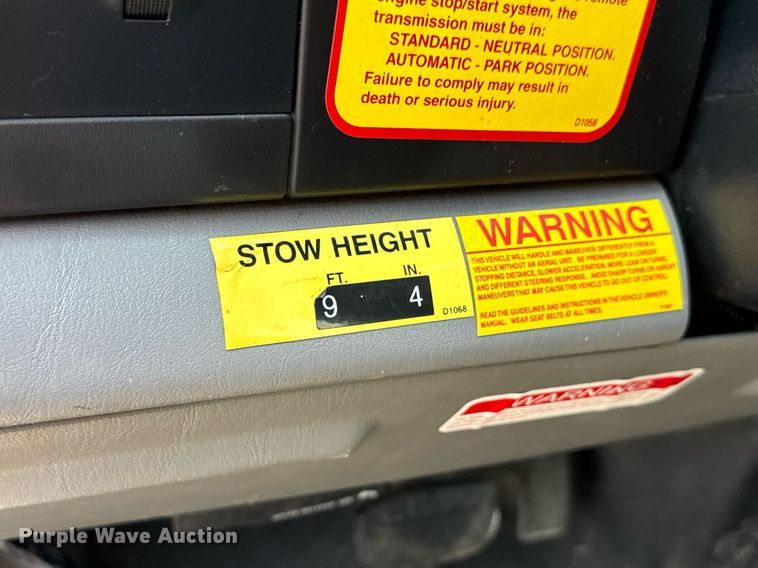 engine stop/start system, the
transmission must be in:
STANDARD - NEUTRAL POSITION.
AUTOMATIC - PARK POSITION.
Failure to comply may result in
death or serious injury.
D1058
STOW HEIGHT
FT. IN.
9 4
D1068
WARNING
THIS VEHICLE WILL HANDLE AND MANEUVER DIFFERENTLY FROM A
VEHICLE WITHOUT AN AERIAL UNIT. BE PREPARED FOR A LONGER
STOPPING DISTANCE, SLOWER ACCELERATION, MORE LEAN ON TURNS,
AND DIFFERENT STEERING RESPONSE. AVOID SHARP TURNS OR ABRUPT
MANEUVERS THAT MAY CAUSE THIS VEHICLE TO GO OUT OF CONTROL.
READ THE GUIDELINES AND INSTRUCTIONS IN THE VEHICLE OWNER'S
MANUAL. WEAR SEAT BELTS AT ALL TIMES.
WARNING
Purple Wave Auction